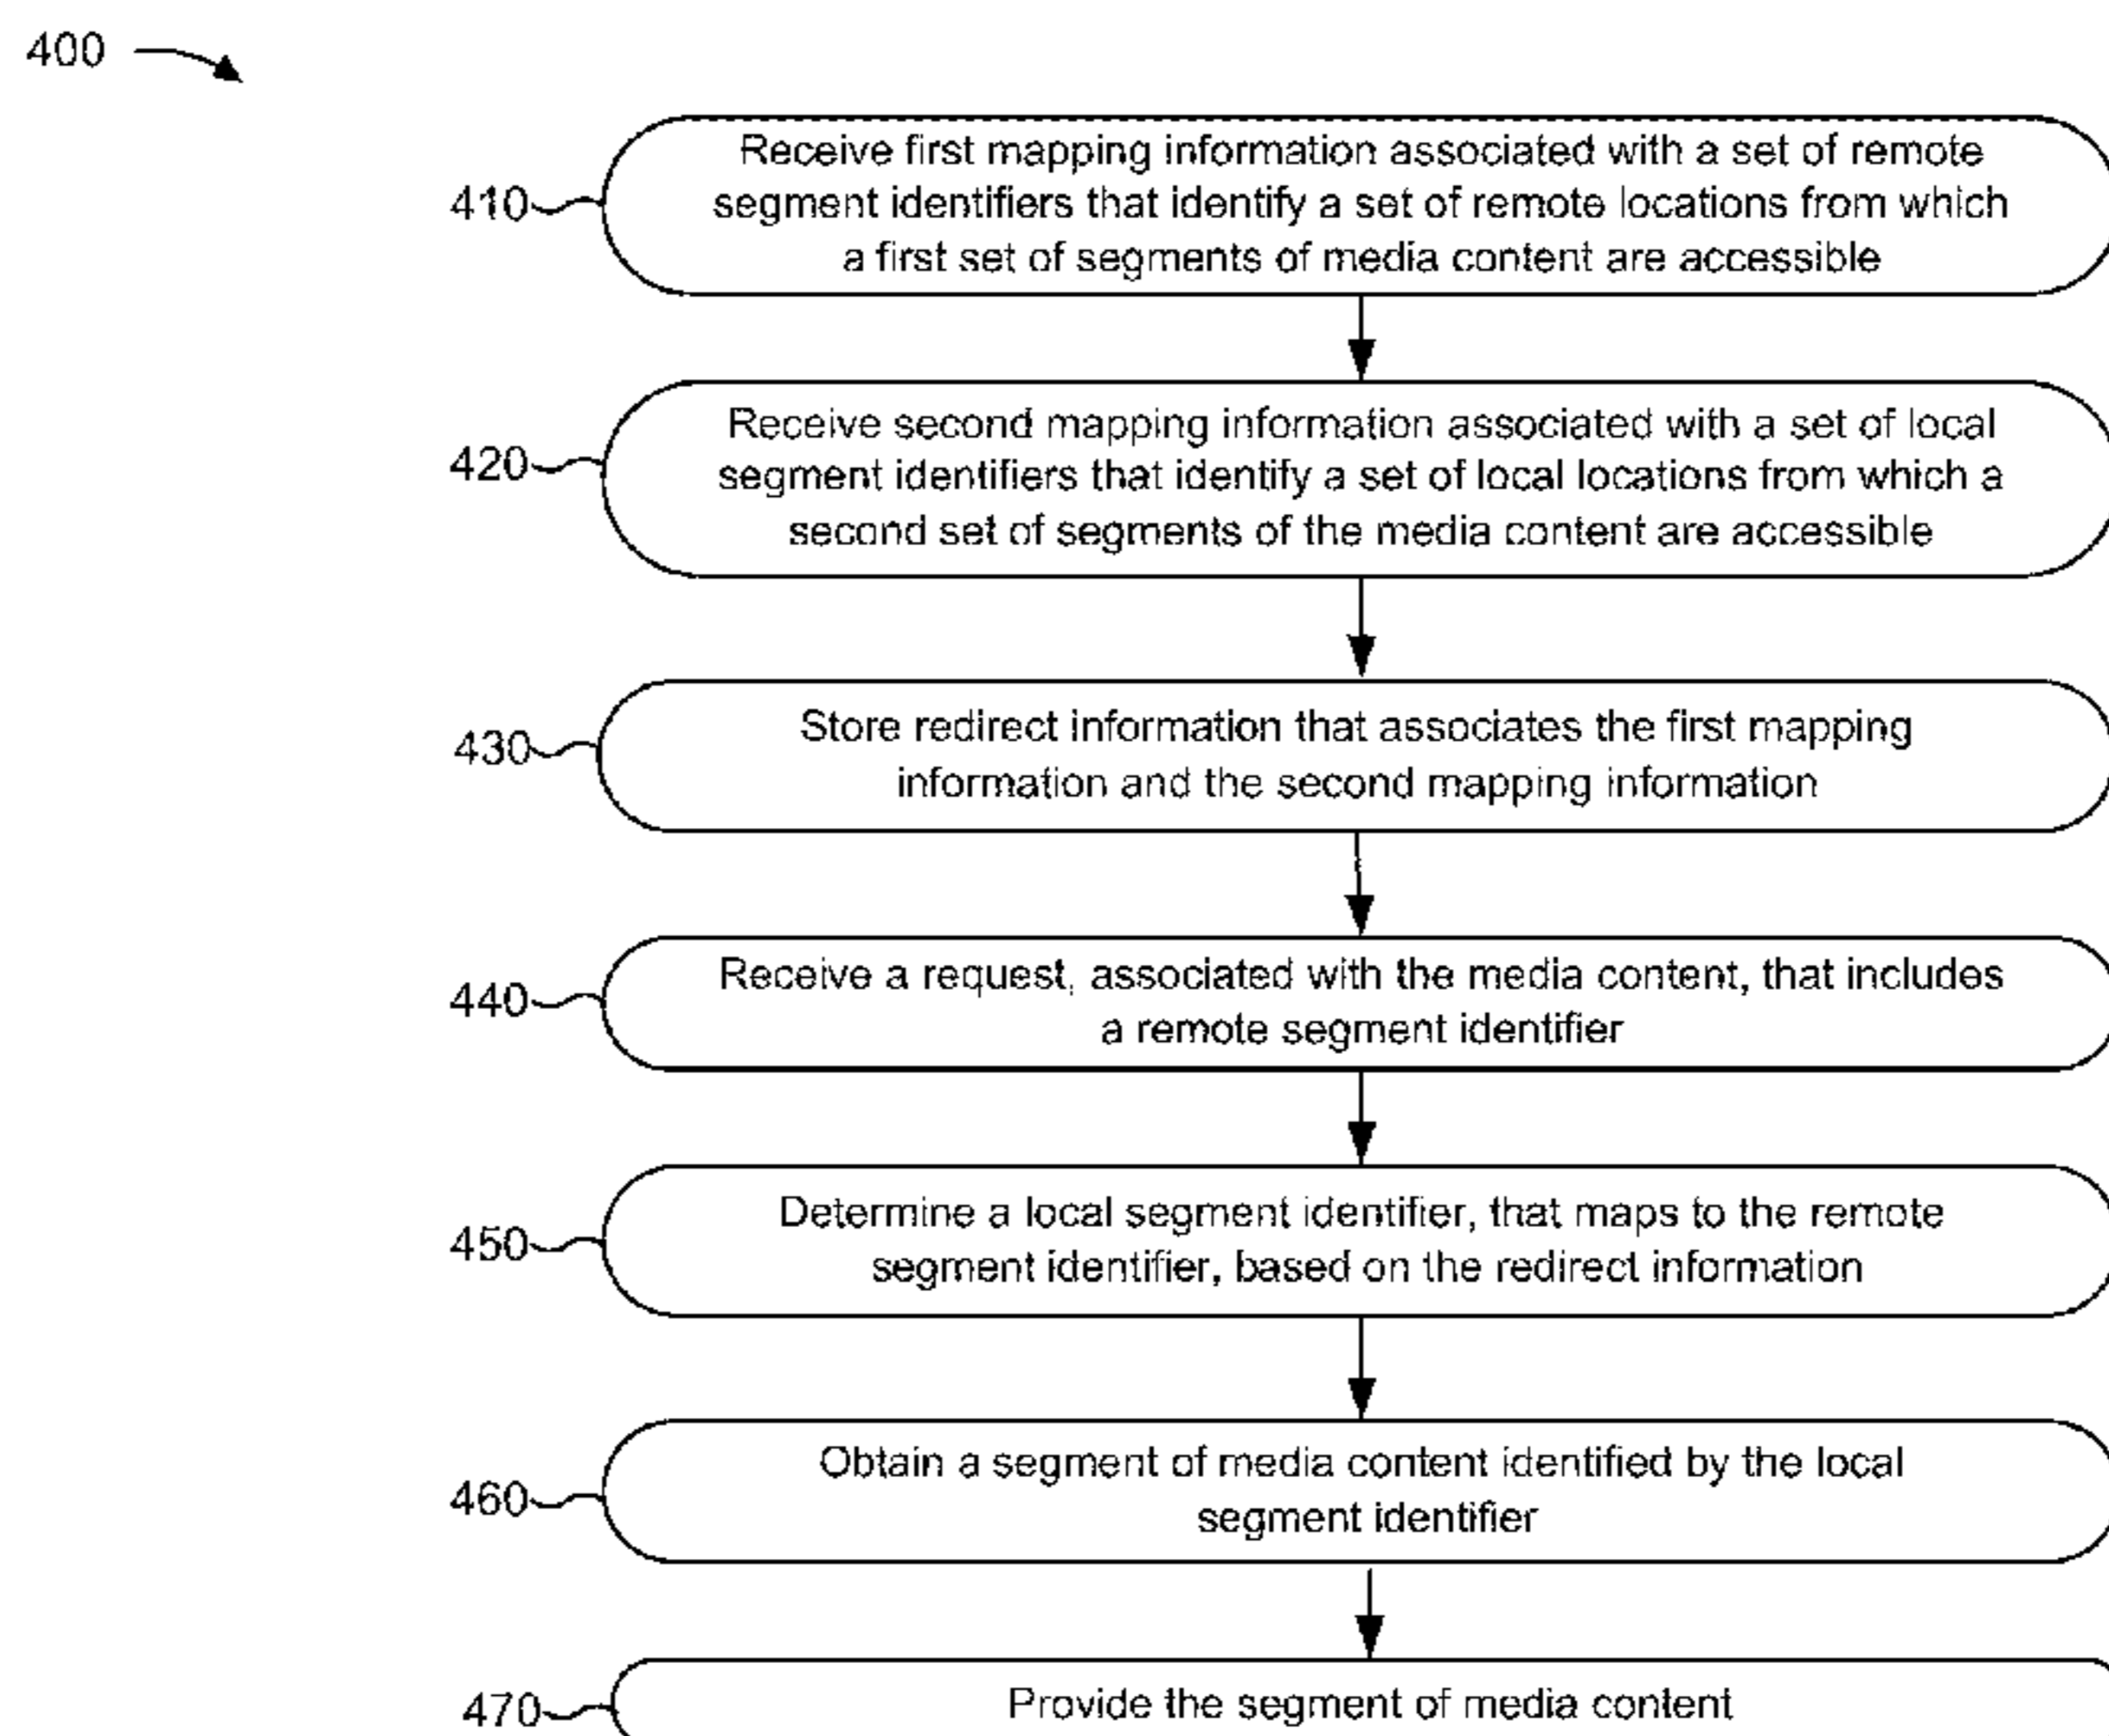 400
Receive first mapping information associated with a set of remote
410 segment identifiers that identify a set of remote locations from which
a first set of segments of media content are accessible
Receive second mapping information associated with a set of local
420 segment identifiers that identify a set of local locations from which a
second set of segments of the media content are accessible
430 Store redirect information that associates the first mapping
information and the second mapping information
440 Receive a request, associated with the media content, that includes
a remote segment identifier
450 Determine a local segment identifier, that maps to the remote
segment identifier, based on the redirect information
460 Obtain a segment of media content identified by the local
segment identifier
470 Provide the segment of media content